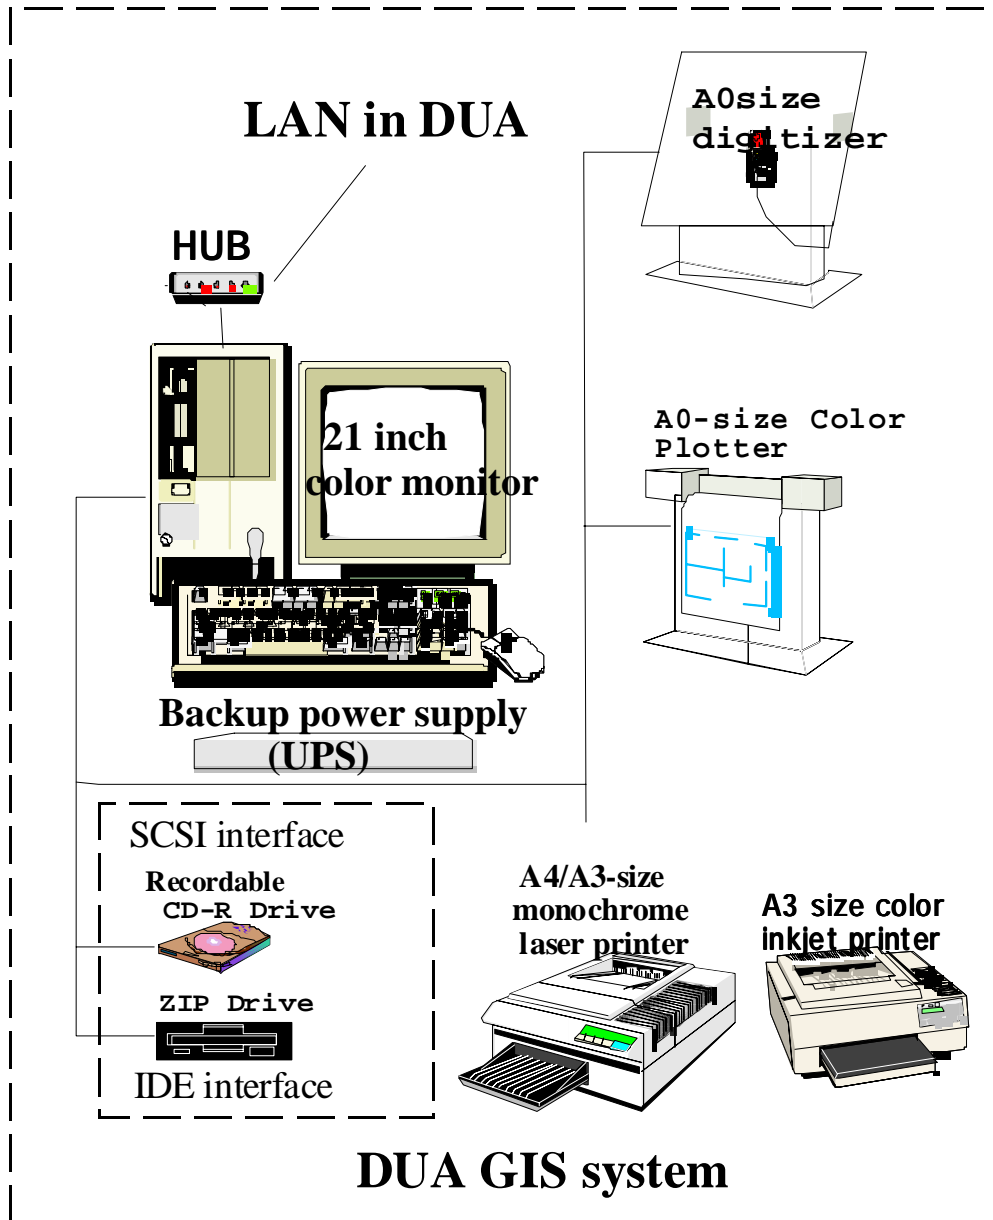 LAN in DUA
A0size
digitizer
HUB
21 inch
color monitor
A0-size Color
Plotter
Backup power supply
(UPS)
SCSI interface
Recordable
CD-R Drive
ZIP Drive
IDE interface
A4/A3-size
monochrome
laser printer
A3 size color
inkjet printer
DUA GIS system